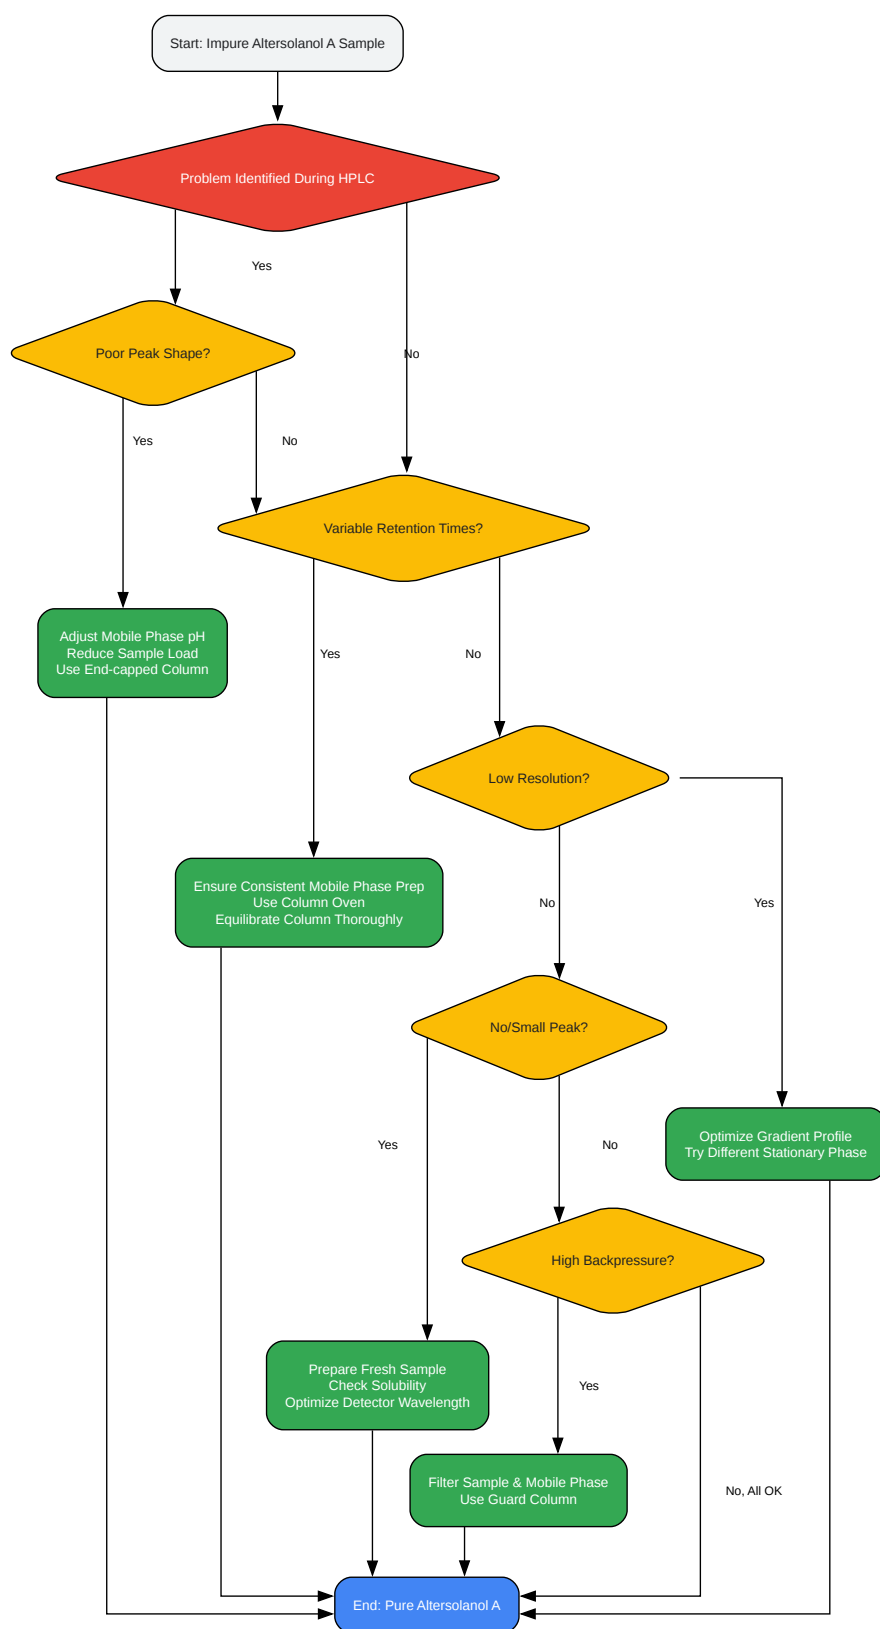 Start: Impure Altersolanol A Sample
Problem Identified During HPLC
Yes
Poor Peak Shape?
No
Yes
No
Variable Retention Times?
Adjust Mobile Phase pH
Reduce Sample Load
Use End-capped Column
Yes
No
Low Resolution?
Ensure Consistent Mobile Phase Prep
Use Column Oven
Equilibrate Column Thoroughly
No
Yes
No/Small Peak?
Optimize Gradient Profile
Try Different Stationary Phase
Yes
No
High Backpressure?
Prepare Fresh Sample
Check Solubility
Optimize Detector Wavelength
Yes
Filter Sample & Mobile Phase
Use Guard Column
No, All OK
End: Pure Altersolanol A